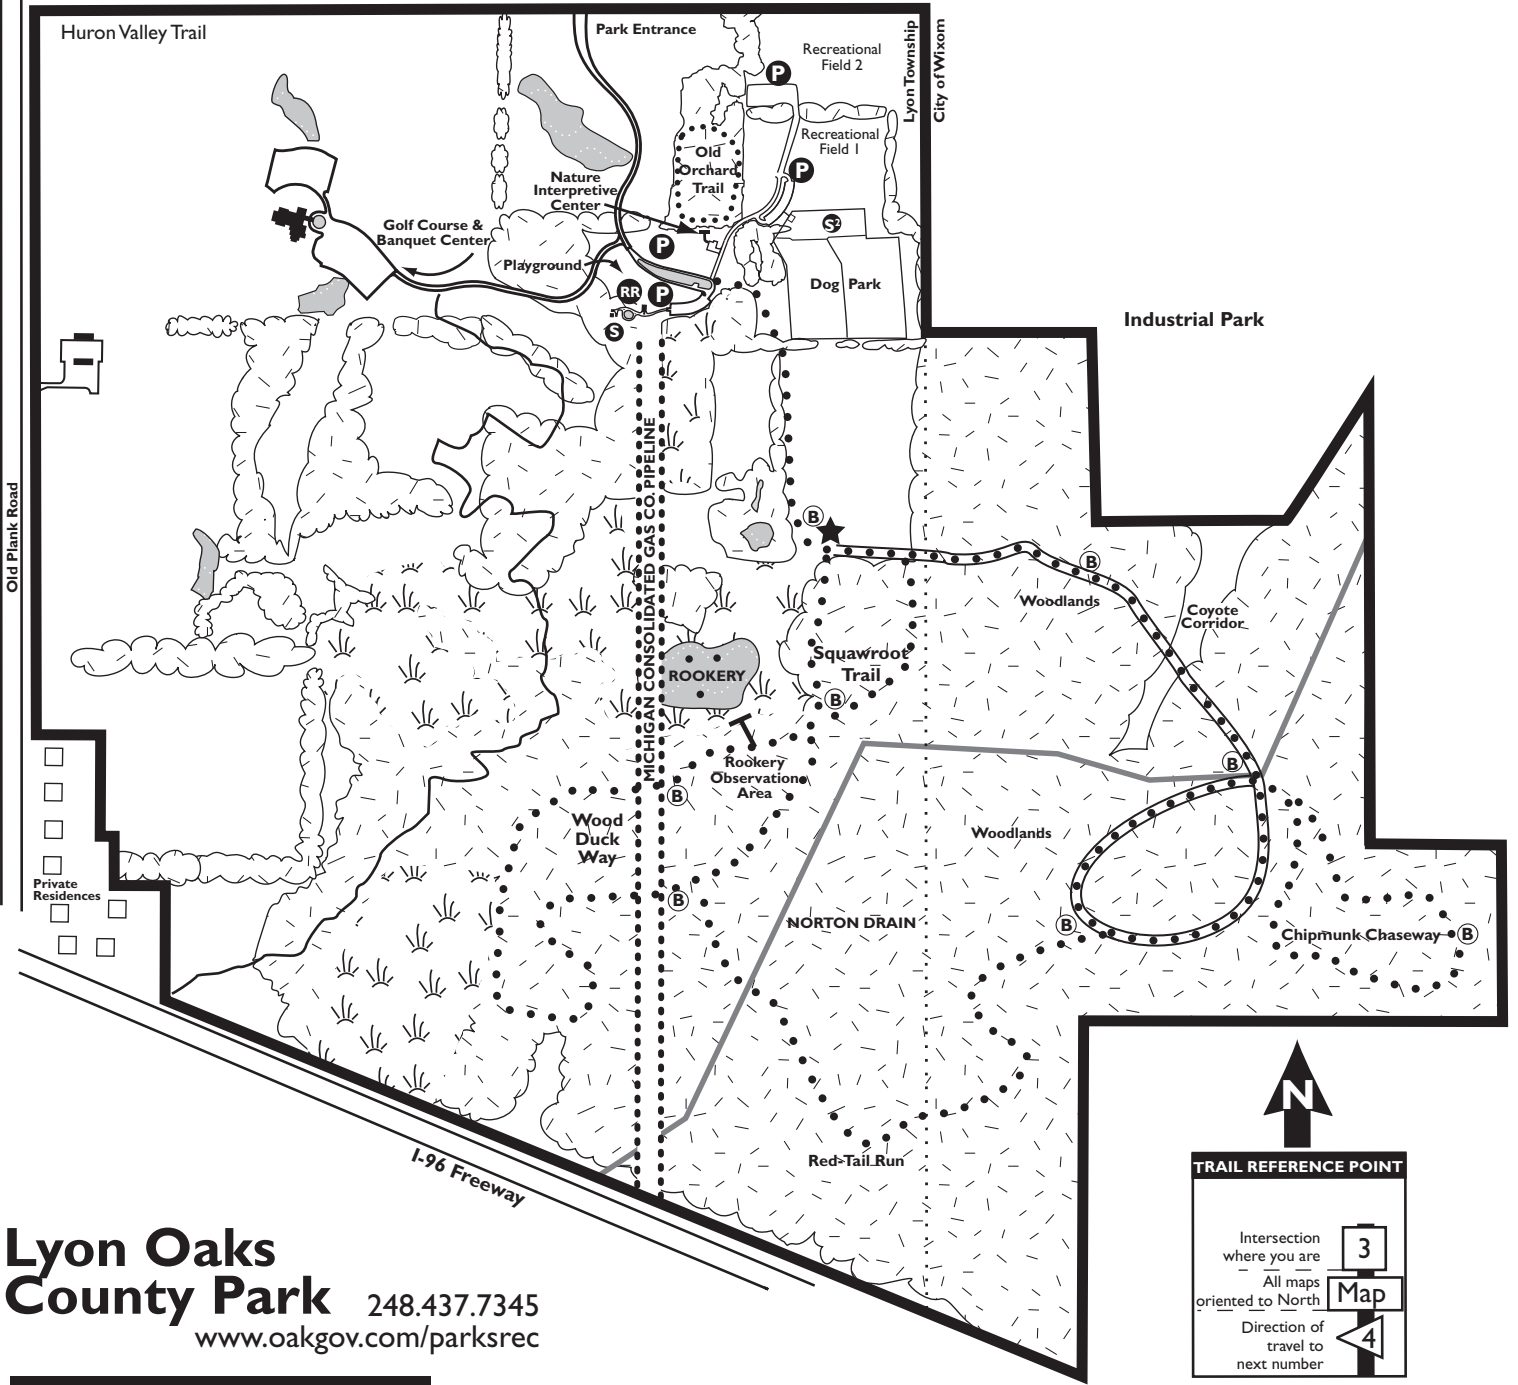 Huron Valley Trail
Park Entrance
Lyon Township
City of Wixom
Recreational
Field 2
P
Recreational
Field 1
P
Old
Orchard
Trail
Nature
Interpretive
Center
S²
Golf Course &
Banquet Center
P
Playground
RR
P
Dog Park
S
Industrial Park
Old Plank Road
MICHIGAN CONSOLIDATED GAS CO. PIPELINE
B
B
Woodlands
Coyote
Corridor
Squawroot
Trail
ROOKERY
B
Rookery
Observation
Area
B
B
Wood
Duck
Way
Woodlands
Private
Residences
B
NORTON DRAIN
B
Chipmunk Chaseway
B
Red-Tail Run
I-96 Freeway
N
TRAIL REFERENCE POINT
Intersection
where you are
3
All maps
oriented to North
Map
Direction of
travel to
next number
4
Lyon Oaks
County Park
248.437.7345
www.oakgov.com/parksrec